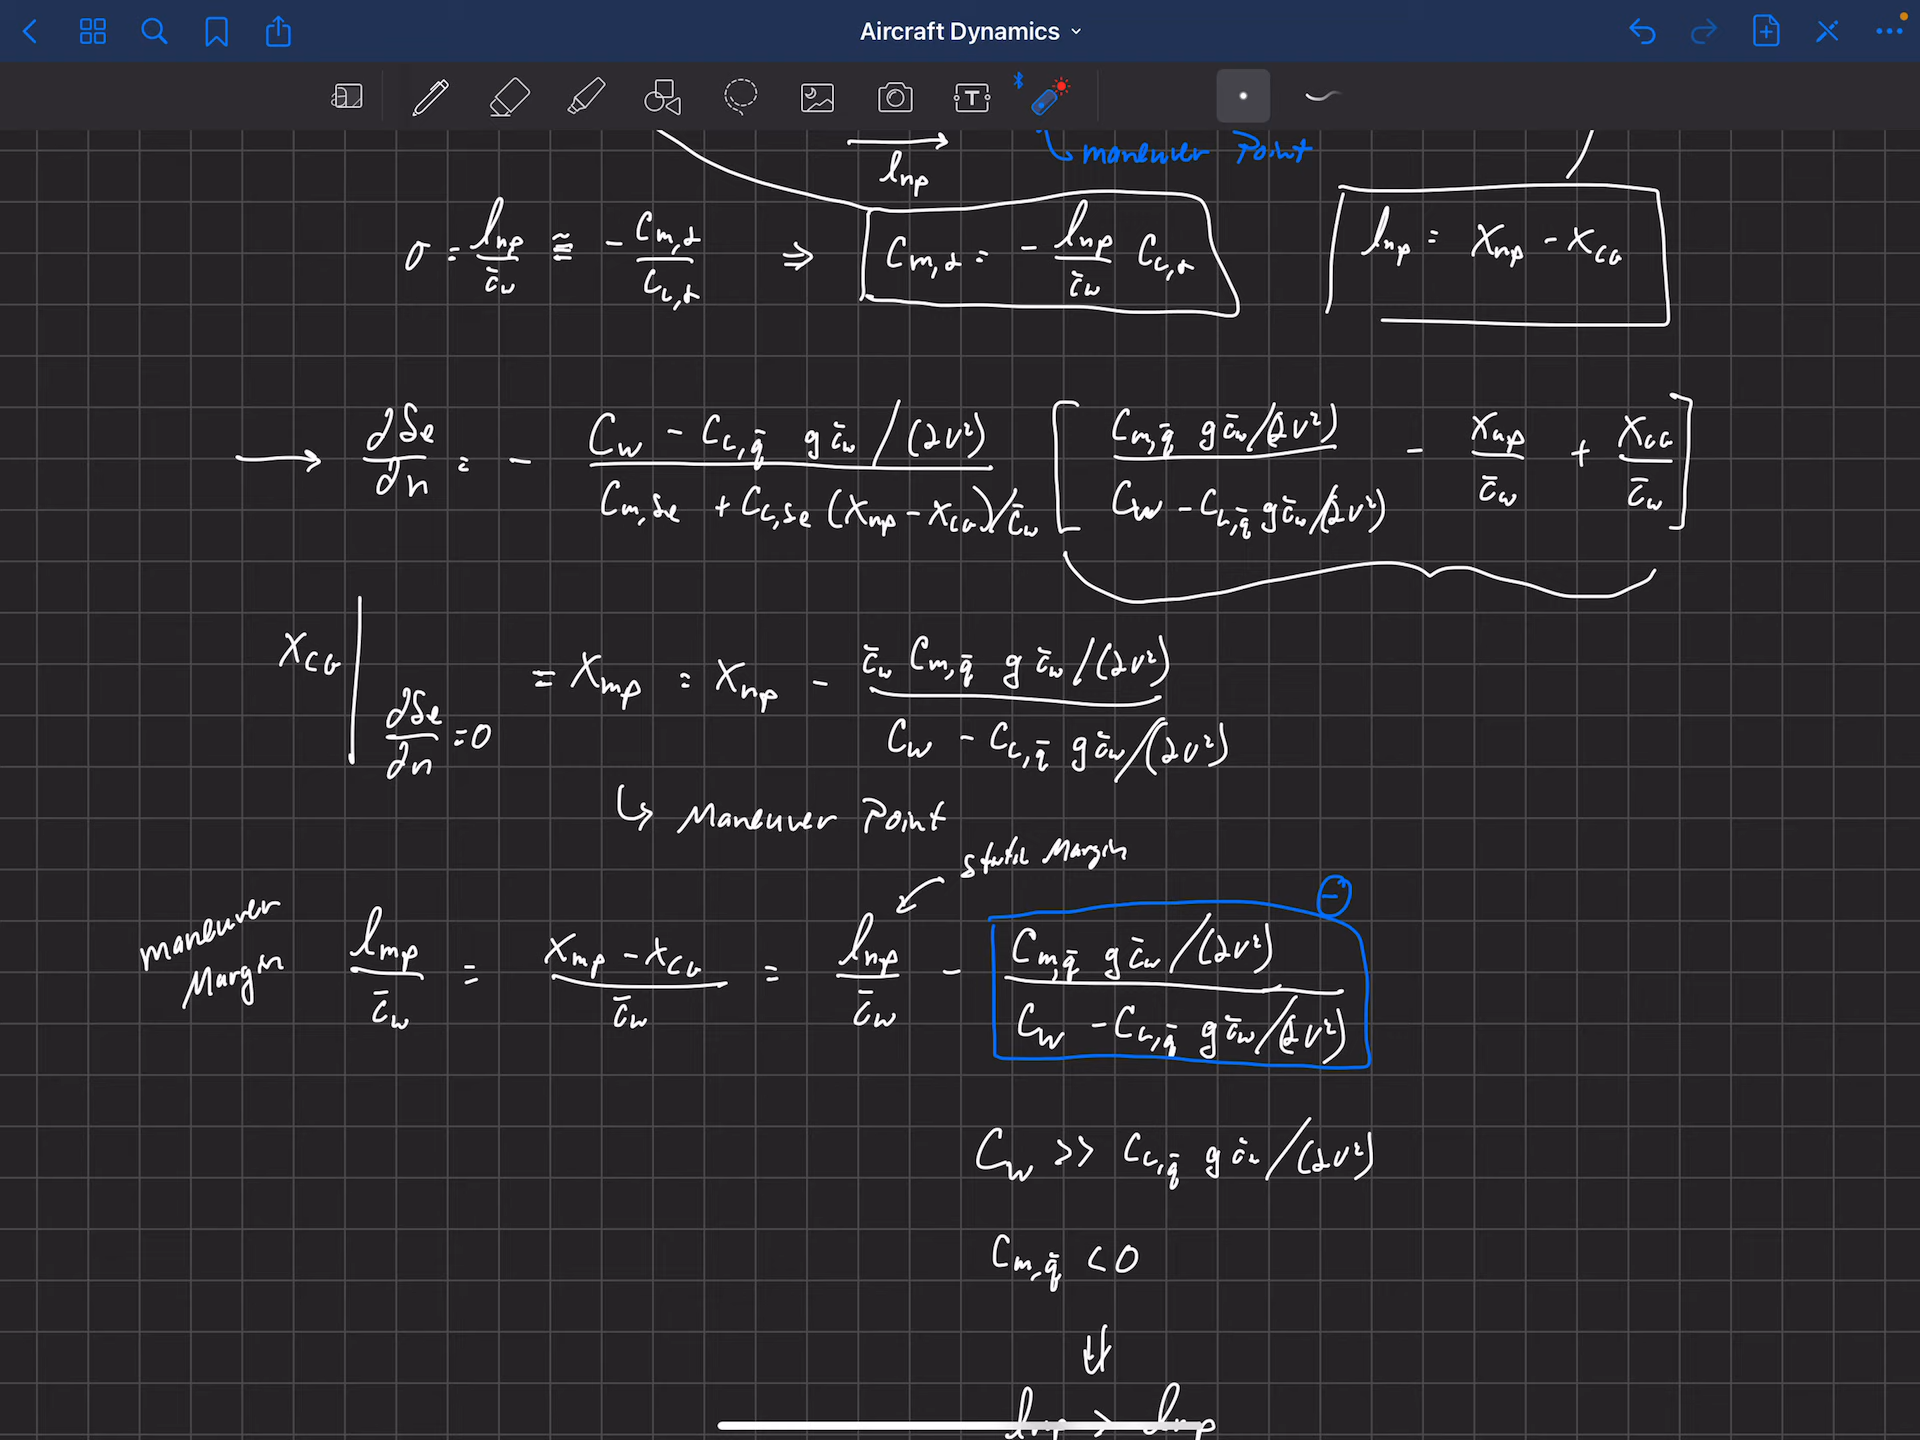 Aircraft Dynamics
maneuver Point
l_np
σ = l_np / c̄_w ≅ - C_m,α / C_L,α ⇒ C_m,α = - l_np / c̄_w C_L,α
l_np = X_np - X_CG
→ ∂δe / ∂n = - (C_W - C_L,q̄ g c̄_w / (2V²)) / (C_m,δe + C_L,δe (X_np - X_CG) / c̄_w) [ (C_m,q̄ g c̄_w / (2V²)) / (C_W - C_L,q̄ g c̄_w / (2V²)) - X_np / c̄_w + X_CG / c̄_w ]
X_CG | ∂δe / ∂n = 0 = X_mp = X_np - (c̄_w C_m,q̄ g c̄_w / (2V²)) / (C_W - C_L,q̄ g c̄_w / (2V²))
↳ Maneuver Point
Static Margin
maneuver Margin l_mp / c̄_w = (X_mp - X_CG) / c̄_w = l_np / c̄_w - (C_m,q̄ g c̄_w / (2V²)) / (C_W - C_L,q̄ g c̄_w / (2V²))
⊖
C_W >> C_L,q̄ g c̄_w / (2V²)
C_m,q̄ < 0
⇓